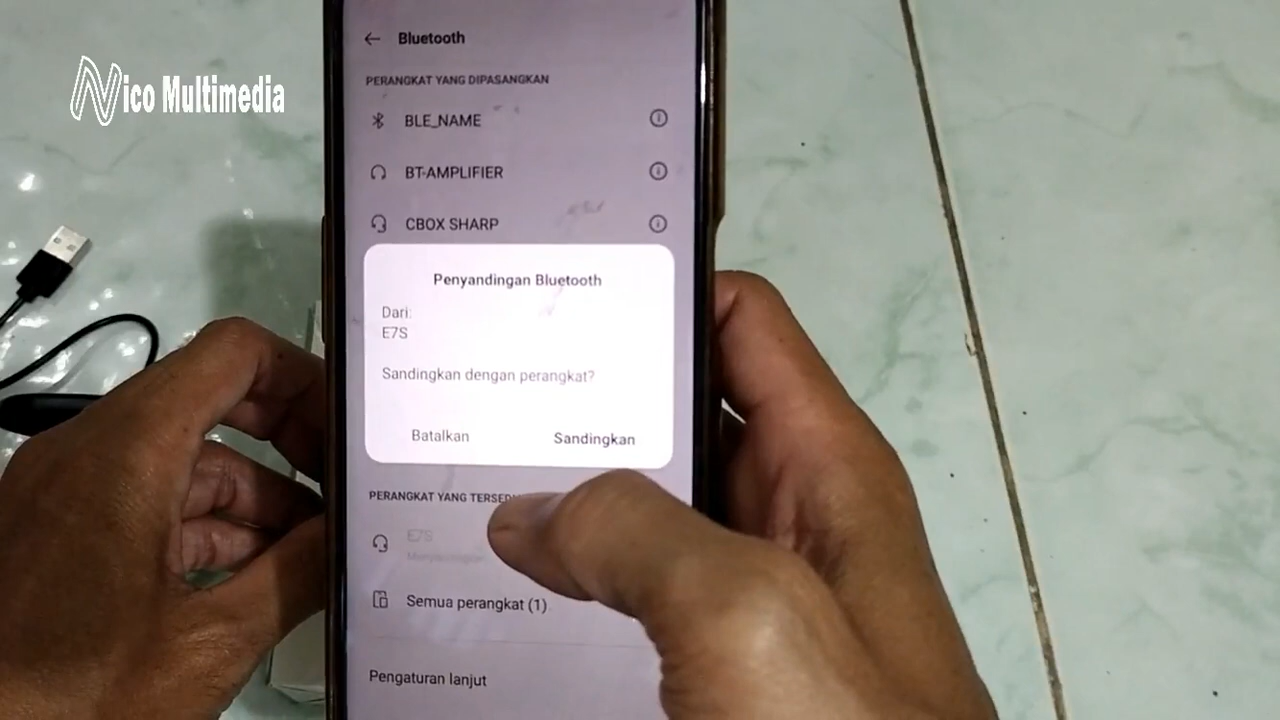 Nico Multimedia
Bluetooth
PERANGKAT YANG DIPASANGKAN
BLE_NAME
BT-AMPLIFIER
CBOX SHARP
Penyandingan Bluetooth
Dari:
E7S
Sandingkan dengan perangkat?
Batalkan Sandingkan
PERANGKAT YANG
E7S
Semua perangkat (1)
Pengaturan lanjut